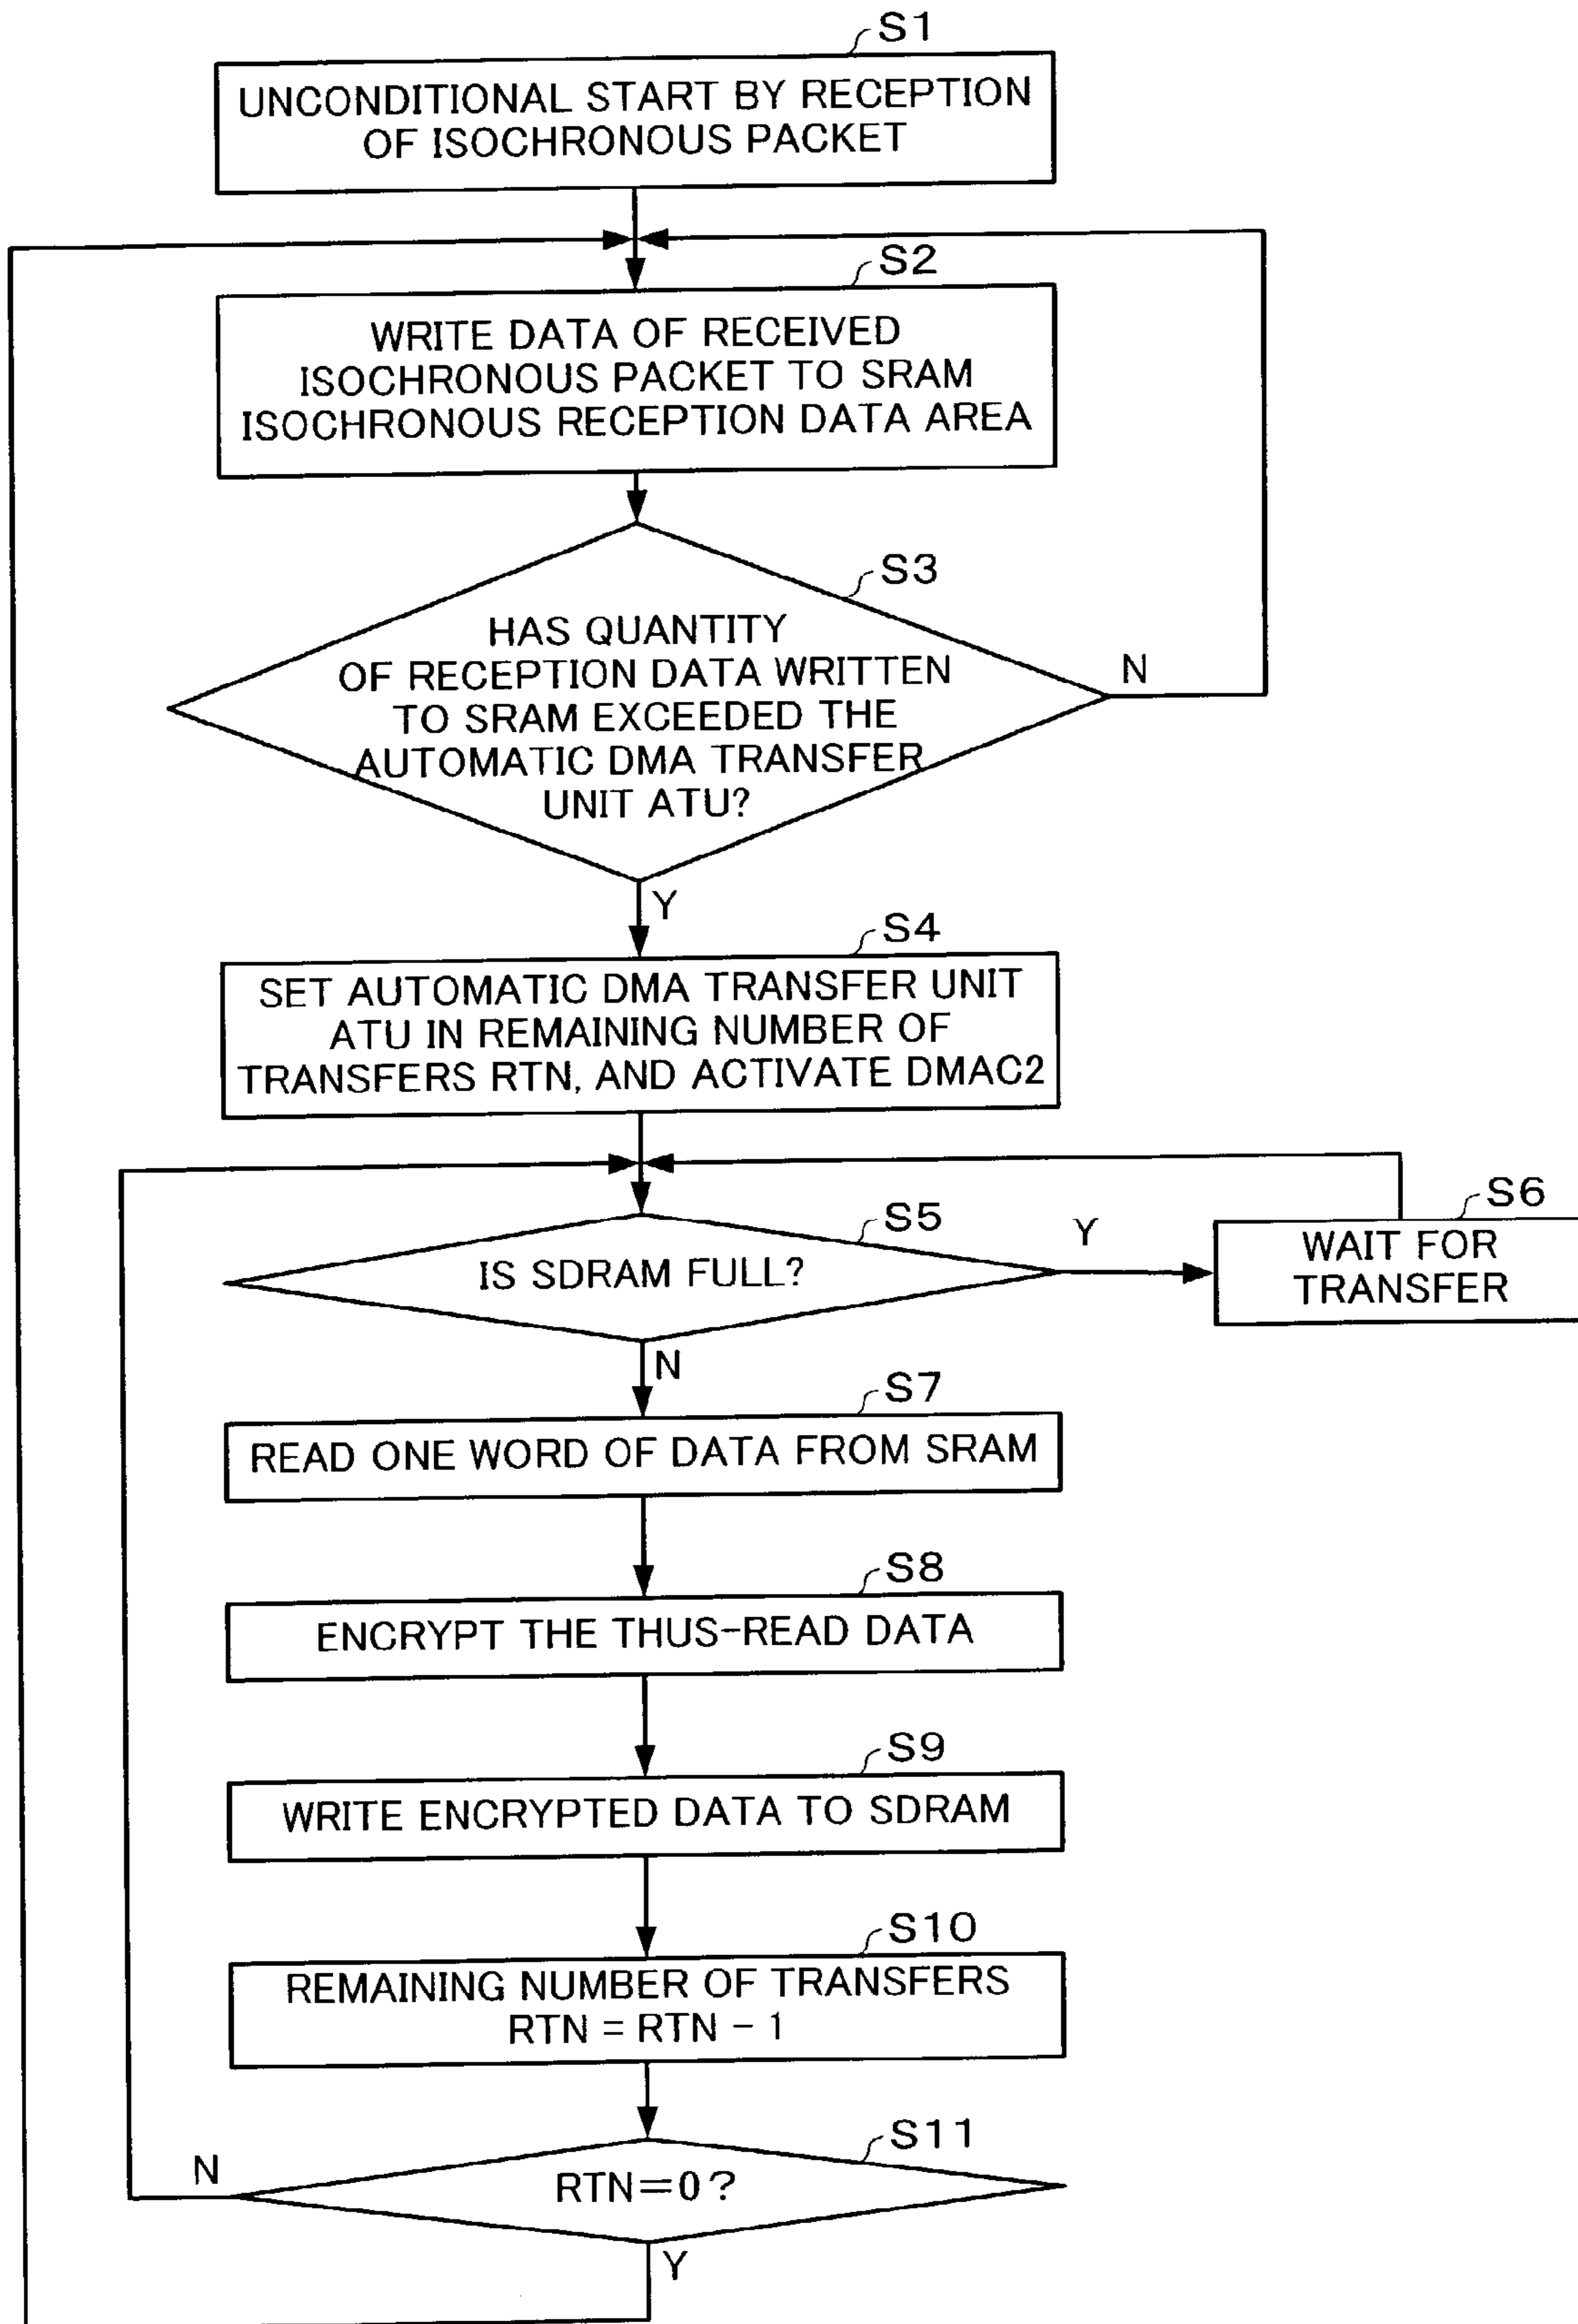 S1
UNCONDITIONAL START BY RECEPTION
OF ISOCHRONOUS PACKET
S2
WRITE DATA OF RECEIVED
ISOCHRONOUS PACKET TO SRAM
ISOCHRONOUS RECEPTION DATA AREA
S3
HAS QUANTITY
OF RECEPTION DATA WRITTEN
TO SRAM EXCEEDED THE
AUTOMATIC DMA TRANSFER
UNIT ATU?
N
Y
S4
SET AUTOMATIC DMA TRANSFER UNIT
ATU IN REMAINING NUMBER OF
TRANSFERS RTN, AND ACTIVATE DMAC2
S5
IS SDRAM FULL?
Y
S6
WAIT FOR
TRANSFER
N
S7
READ ONE WORD OF DATA FROM SRAM
S8
ENCRYPT THE THUS-READ DATA
S9
WRITE ENCRYPTED DATA TO SDRAM
S10
REMAINING NUMBER OF TRANSFERS
RTN = RTN - 1
S11
N
RTN=0?
Y